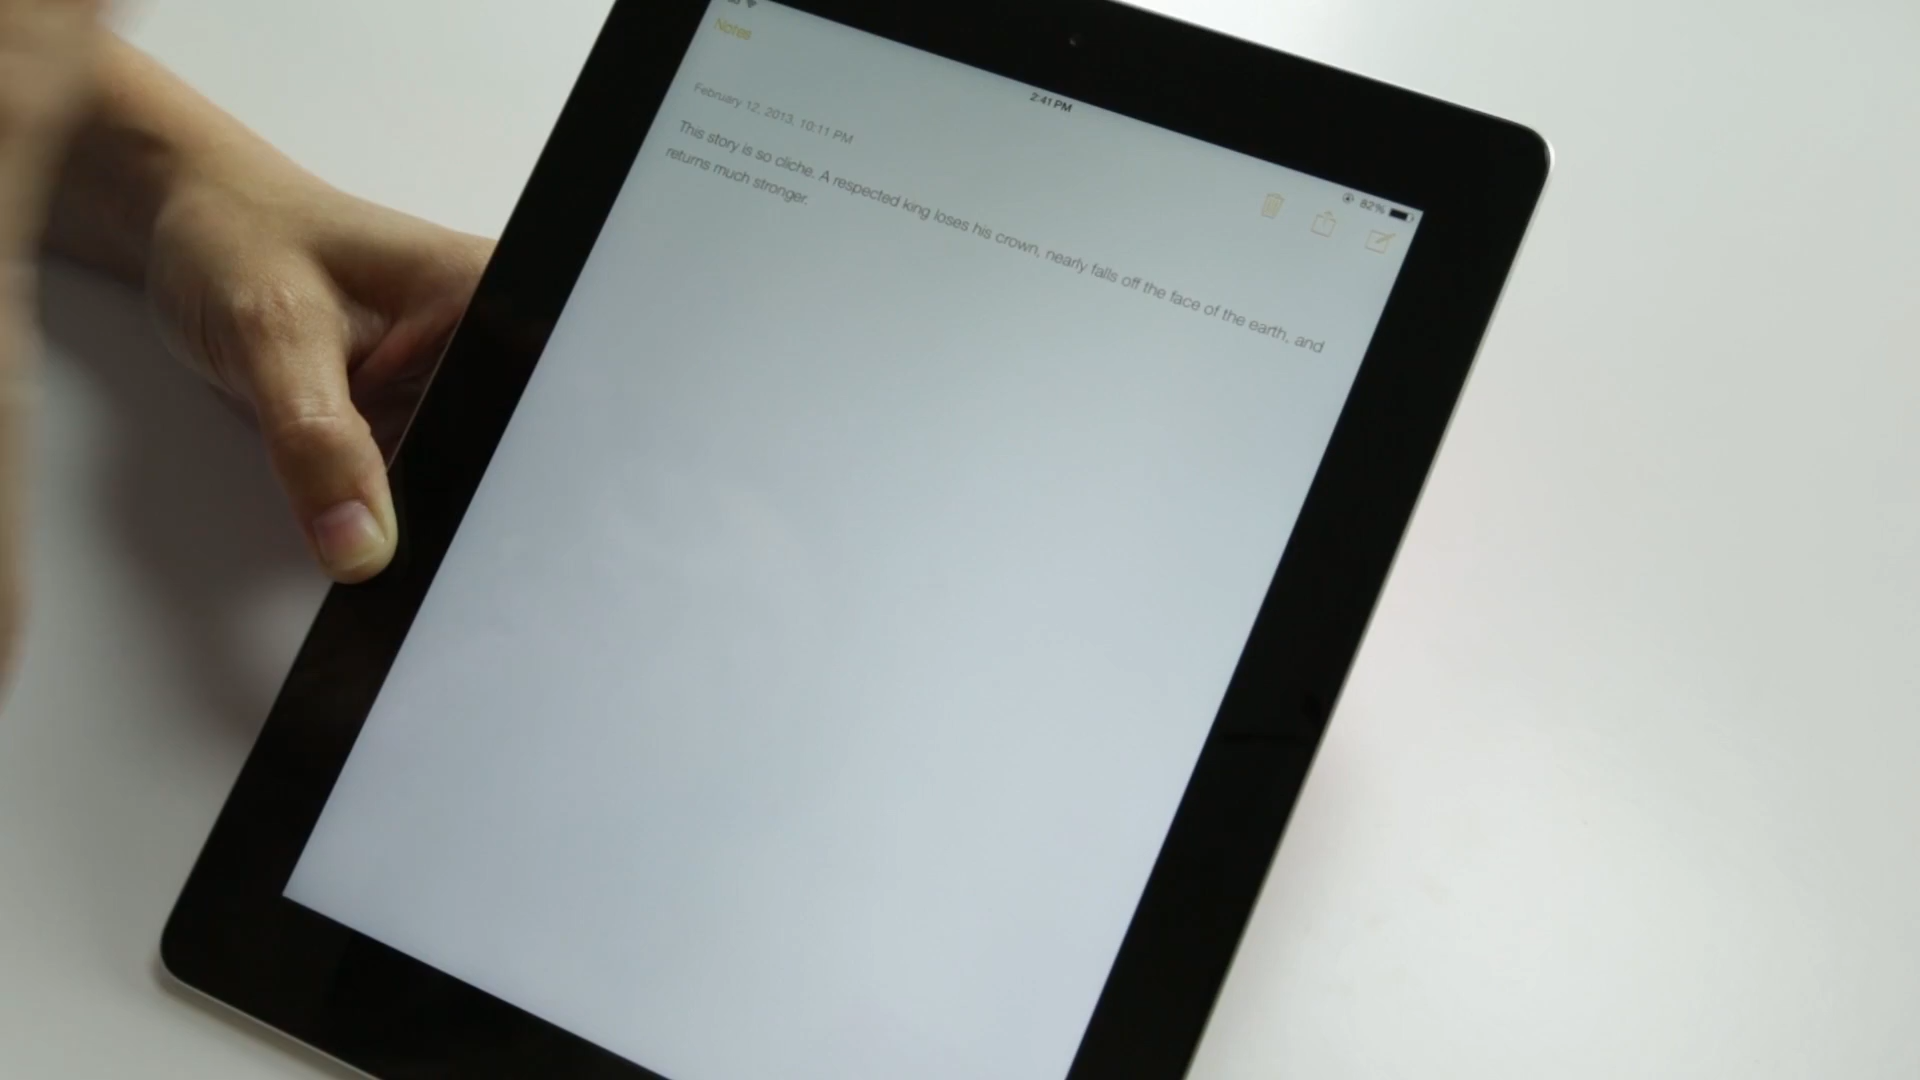 2:41 PM
82%
Notes
February 12, 2013, 10:11 PM
This story is so cliche. A respected king loses his crown, nearly falls off the face of the earth, and
returns much stronger.